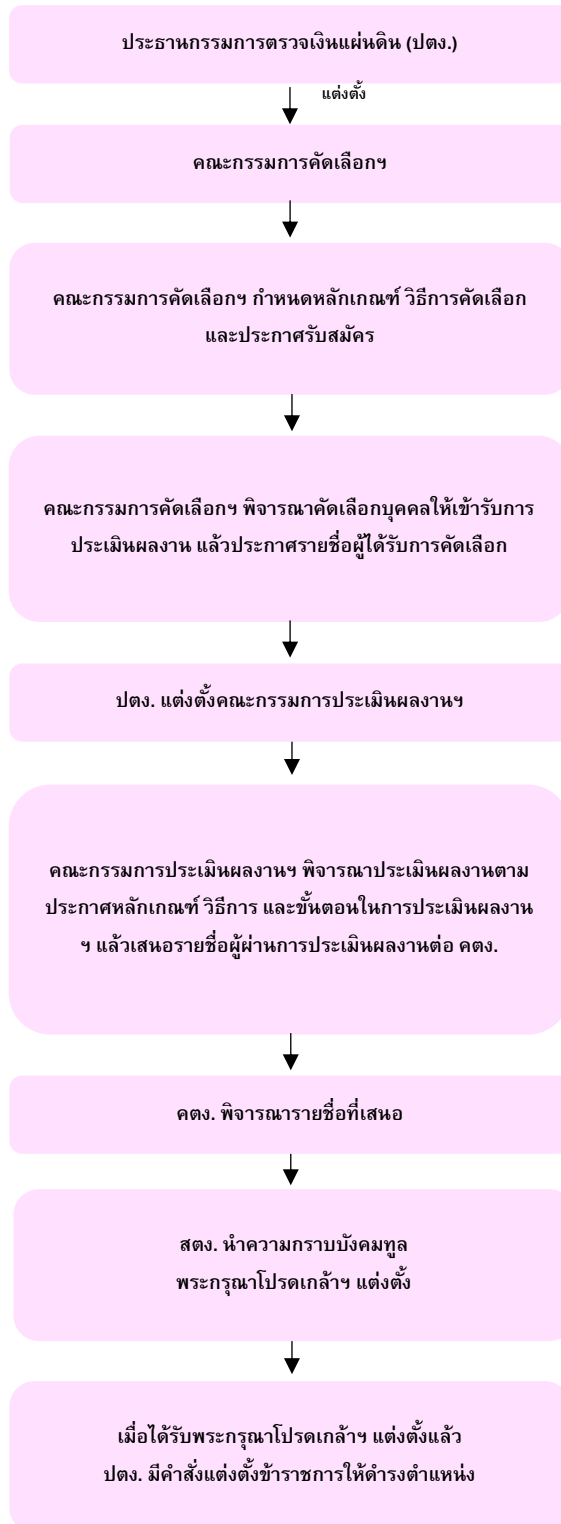 ประธานกรรมการตรวจเงินแผ่นดิน (ปตง.)
แต่งตั้ง
คณะกรรมการคัดเลือกฯ
คณะกรรมการคัดเลือกฯ กำหนดหลักเกณฑ์ วิธีการคัดเลือก
และประกาศรับสมัคร
คณะกรรมการคัดเลือกฯ พิจารณาคัดเลือกบุคคลให้เข้ารับการ
ประเมินผลงาน แล้วประกาศรายชื่อผู้ได้รับการคัดเลือก
ปตง. แต่งตั้งคณะกรรมการประเมินผลงานฯ
คณะกรรมการประเมินผลงานฯ พิจารณาประเมินผลงานตาม
ประกาศหลักเกณฑ์ วิธีการ และขั้นตอนในการประเมินผลงาน
ฯ แล้วเสนอรายชื่อผู้ผ่านการประเมินผลงานต่อ คตง.
คตง. พิจารณารายชื่อที่เสนอ
สตง. นำความกราบบังคมทูล
พระกรุณาโปรดเกล้าฯ แต่งตั้ง
เมื่อได้รับพระกรุณาโปรดเกล้าฯ แต่งตั้งแล้ว
ปตง. มีคำสั่งแต่งตั้งข้าราชการให้ดำรงตำแหน่ง